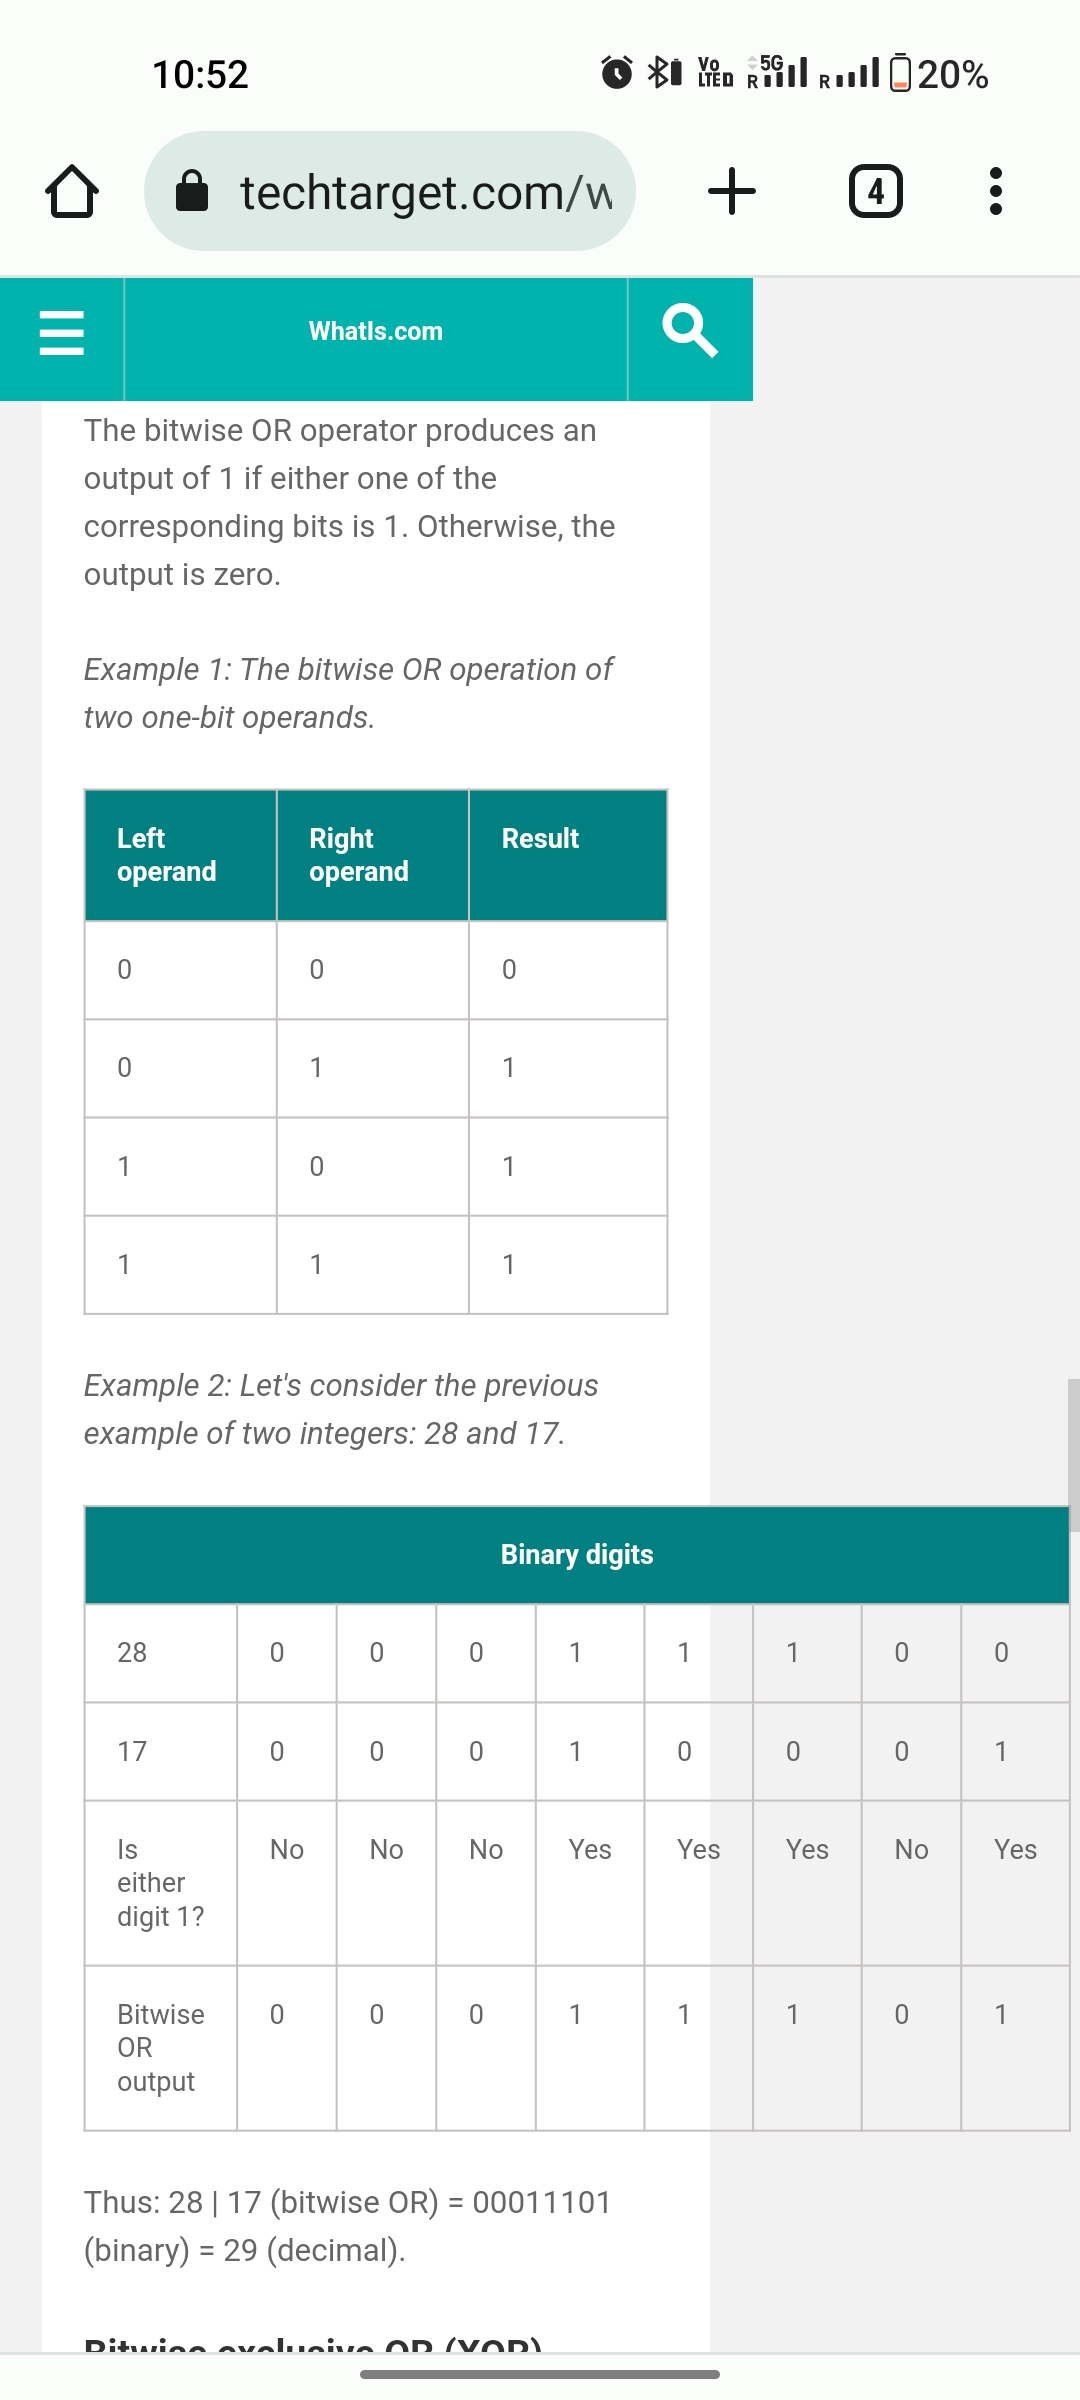 10:52
Vo LTED 5G R R 20%
techtarget.com/w
4
WhatIs.com
The bitwise OR operator produces an
output of 1 if either one of the
corresponding bits is 1. Otherwise, the
output is zero.
Example 1: The bitwise OR operation of
two one-bit operands.
Left operand Right operand Result
0 0 0
0 1 1
1 0 1
1 1 1
Example 2: Let's consider the previous
example of two integers: 28 and 17.
Binary digits
28 0 0 0 1 1 1 0 0
17 0 0 0 1 0 0 0 1
Is either digit 1? No No No Yes Yes Yes No Yes
Bitwise OR output 0 0 0 1 1 1 0 1
Thus: 28 | 17 (bitwise OR) = 00011101
(binary) = 29 (decimal).
Bitwise exclusive OR (XOR)